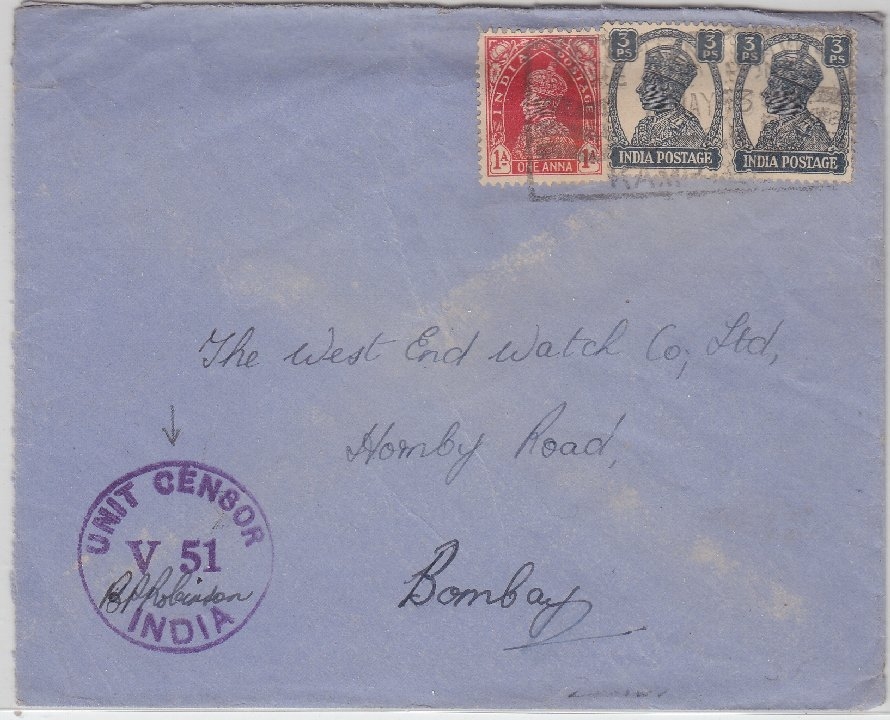 INDIA POSTAGE
1A 1A
ONE ANNA
3 PS 3 PS
INDIA POSTAGE
3 PS 3 PS
INDIA POSTAGE
The West End Watch Co; Ltd,
Hornby Road,
Bombay
UNIT CENSOR
V 51
R P Robinson
INDIA